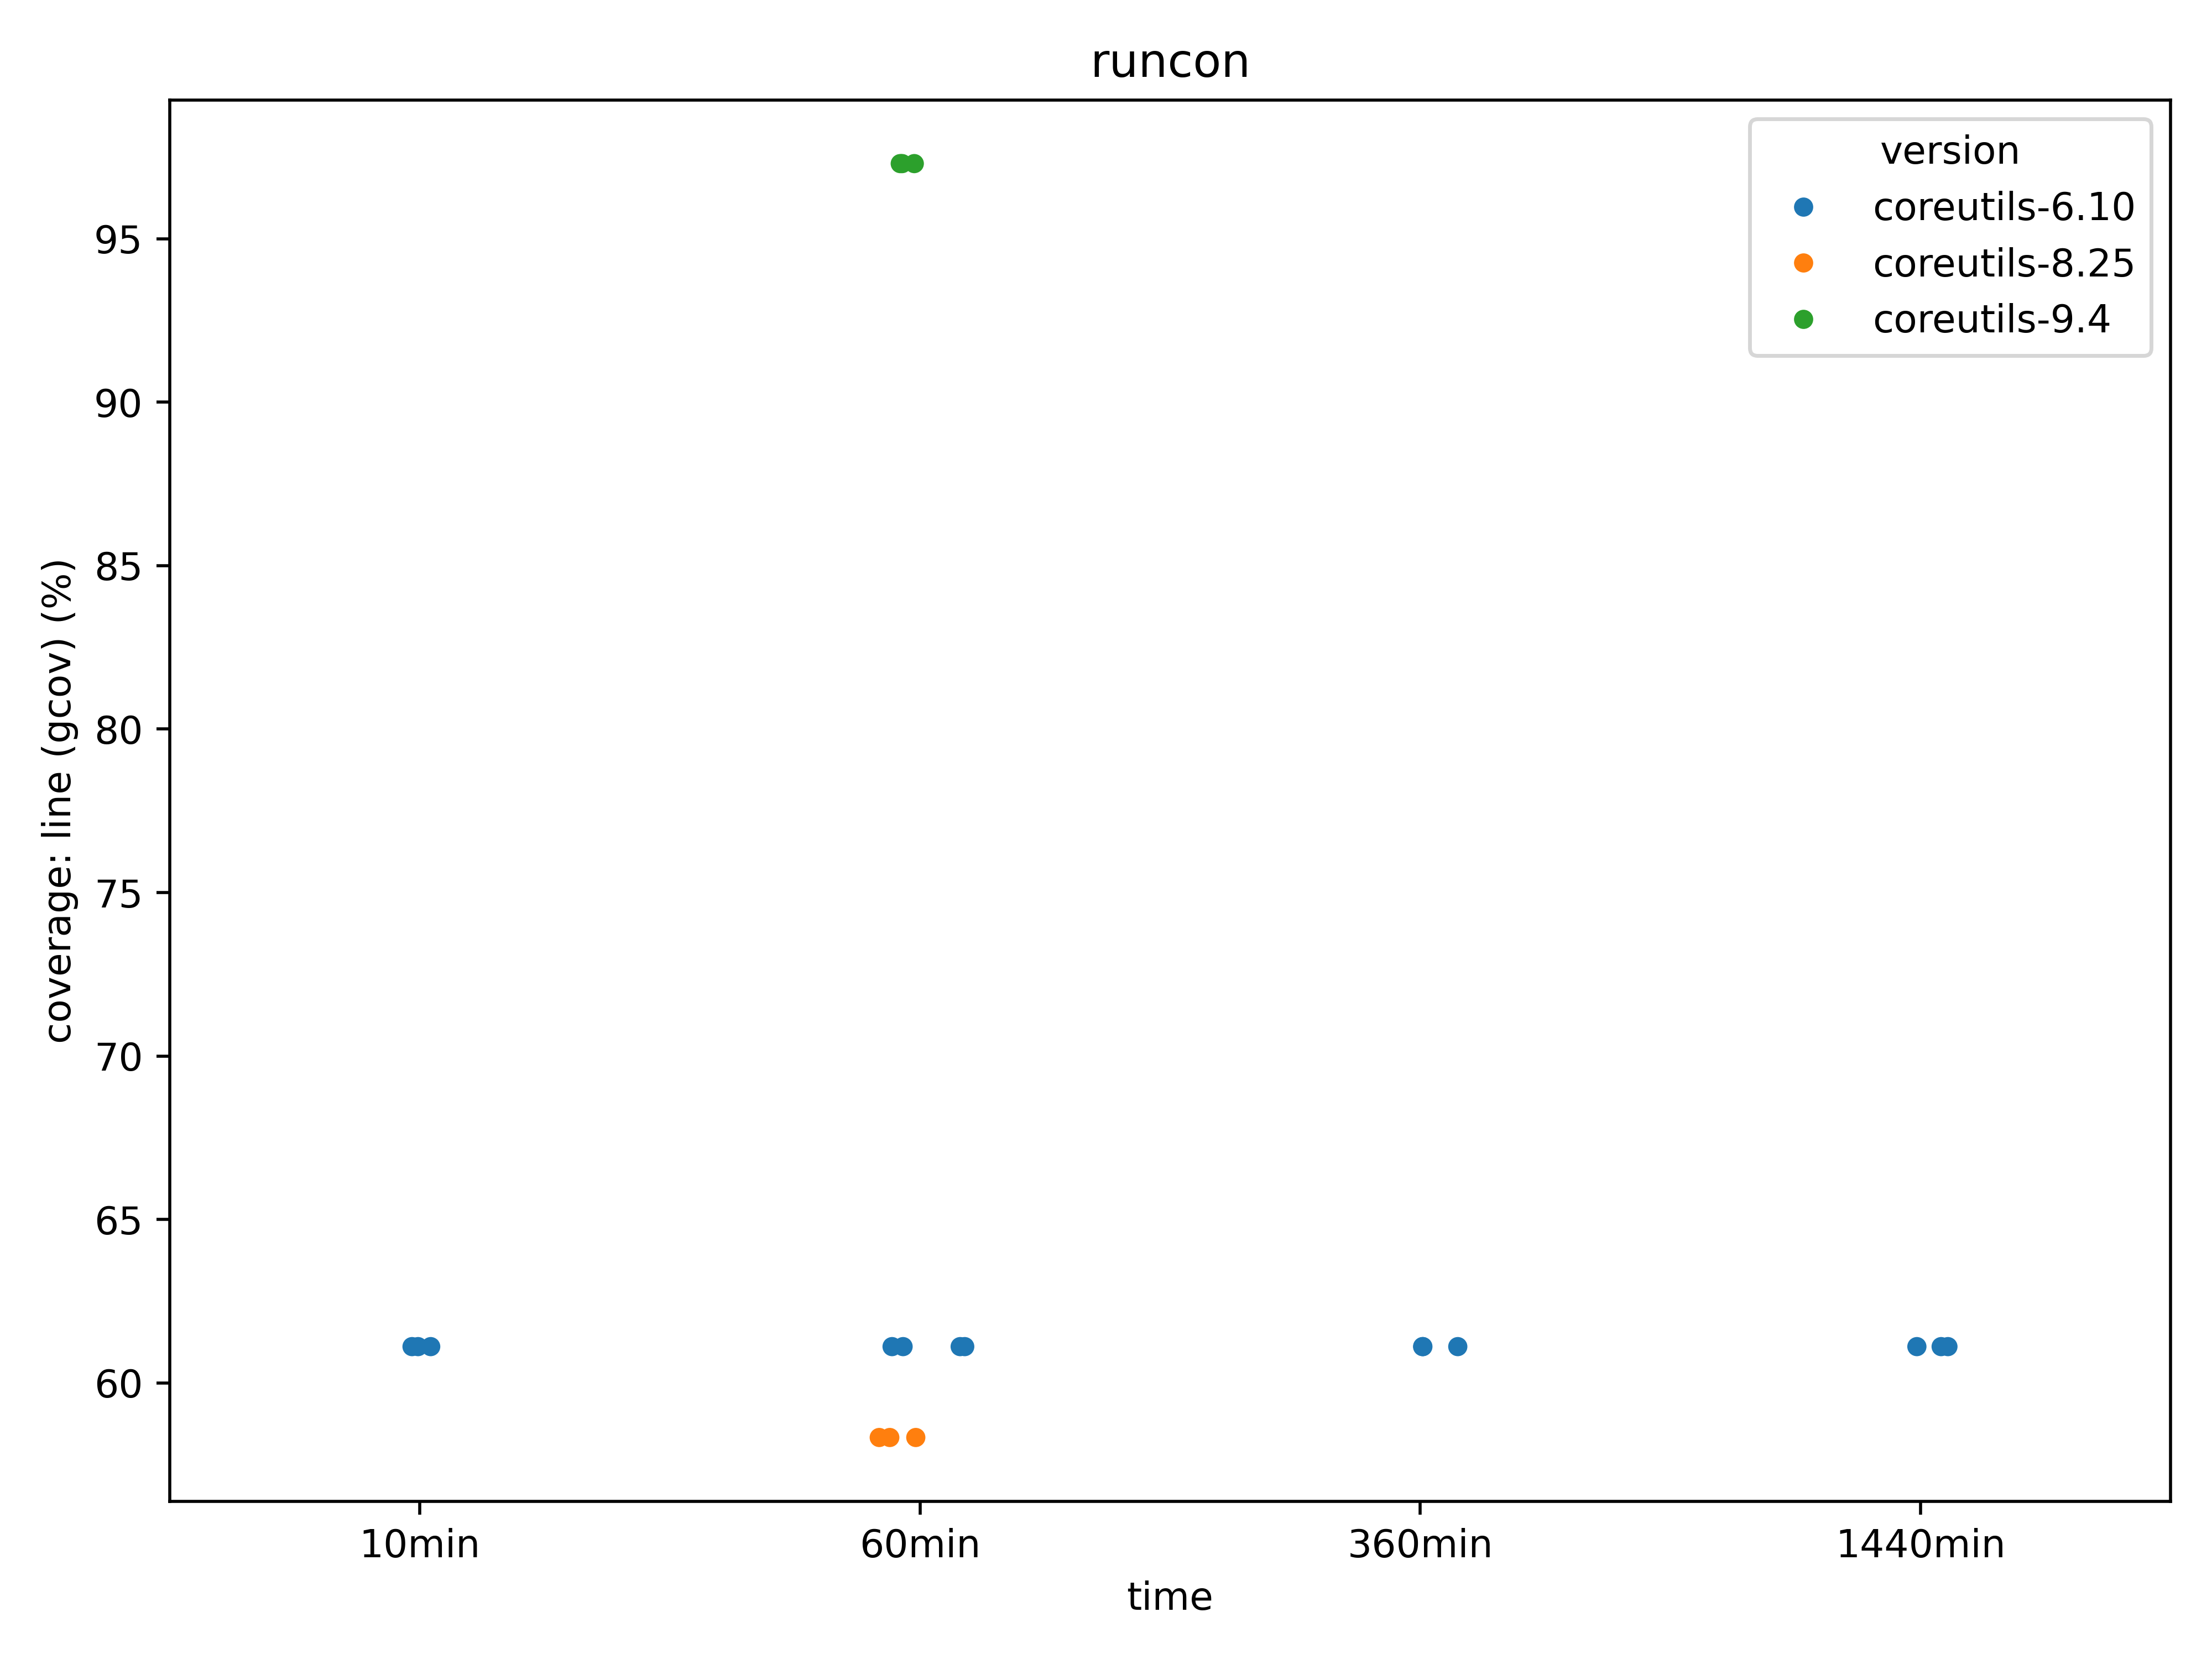 runcon
version
coreutils-6.10
coreutils-8.25
coreutils-9.4
coverage: line (gcov) (%)
95
90
85
80
75
70
65
60
10min 60min 360min 1440min
time